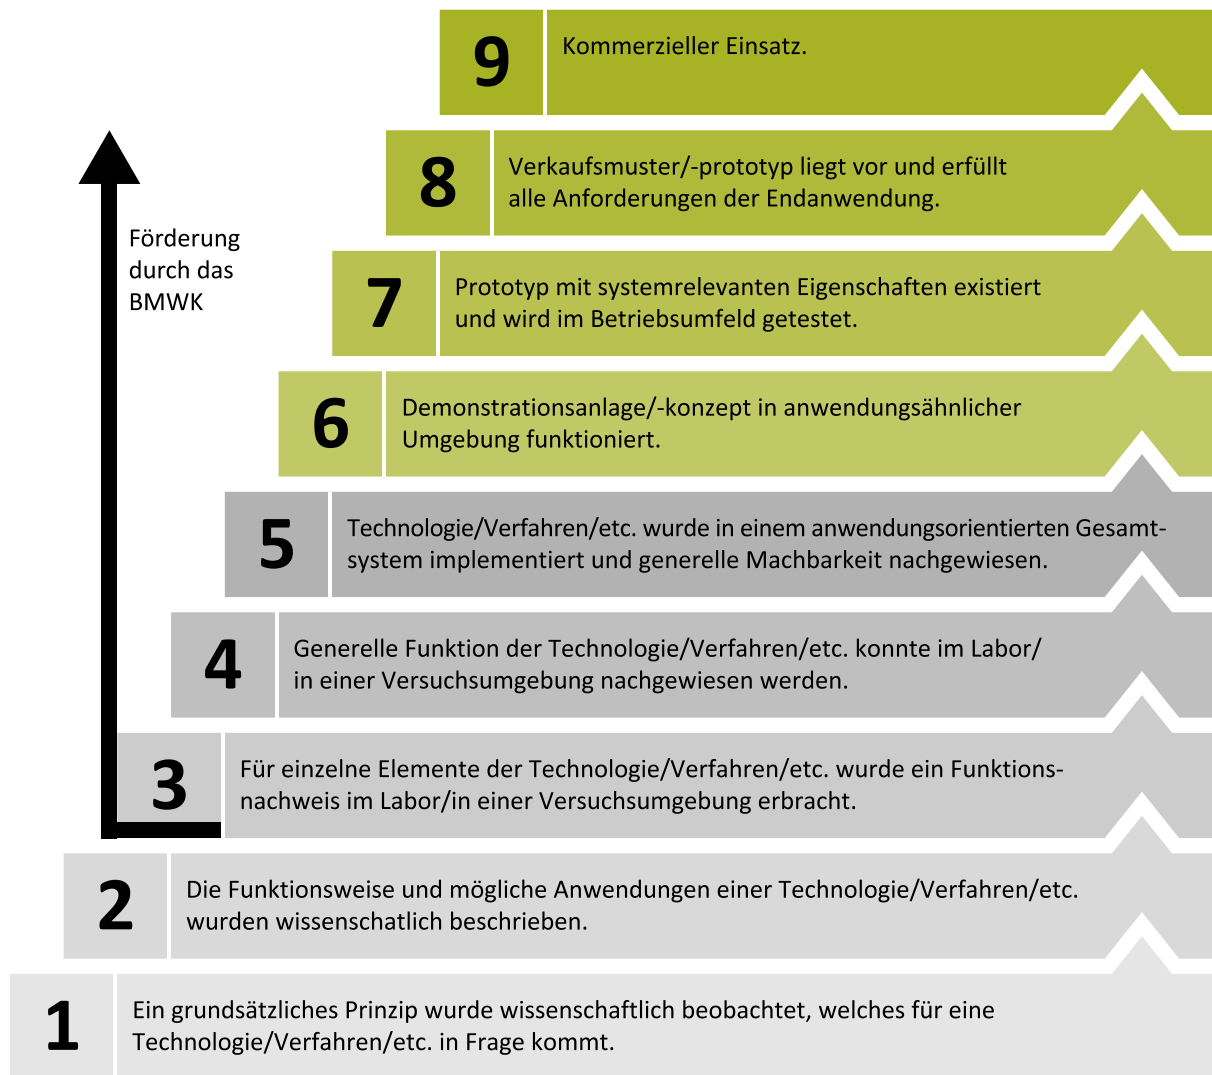 9
Kommerzieller Einsatz.
8
Verkaufsmuster/-prototyp liegt vor und erfüllt
alle Anforderungen der Endanwendung.
Förderung
durch das
BMWK
7
Prototyp mit systemrelevanten Eigenschaften existiert
und wird im Betriebsumfeld getestet.
6
Demonstrationsanlage/-konzept in anwendungsähnlicher
Umgebung funktioniert.
5
Technologie/Verfahren/etc. wurde in einem anwendungsorientierten Gesamt-
system implementiert und generelle Machbarkeit nachgewiesen.
4
Generelle Funktion der Technologie/Verfahren/etc. konnte im Labor/
in einer Versuchsumgebung nachgewiesen werden.
3
Für einzelne Elemente der Technologie/Verfahren/etc. wurde ein Funktions-
nachweis im Labor/in einer Versuchsumgebung erbracht.
2
Die Funktionsweise und mögliche Anwendungen einer Technologie/Verfahren/etc.
wurden wissenschatlich beschrieben.
1
Ein grundsätzliches Prinzip wurde wissenschaftlich beobachtet, welches für eine
Technologie/Verfahren/etc. in Frage kommt.